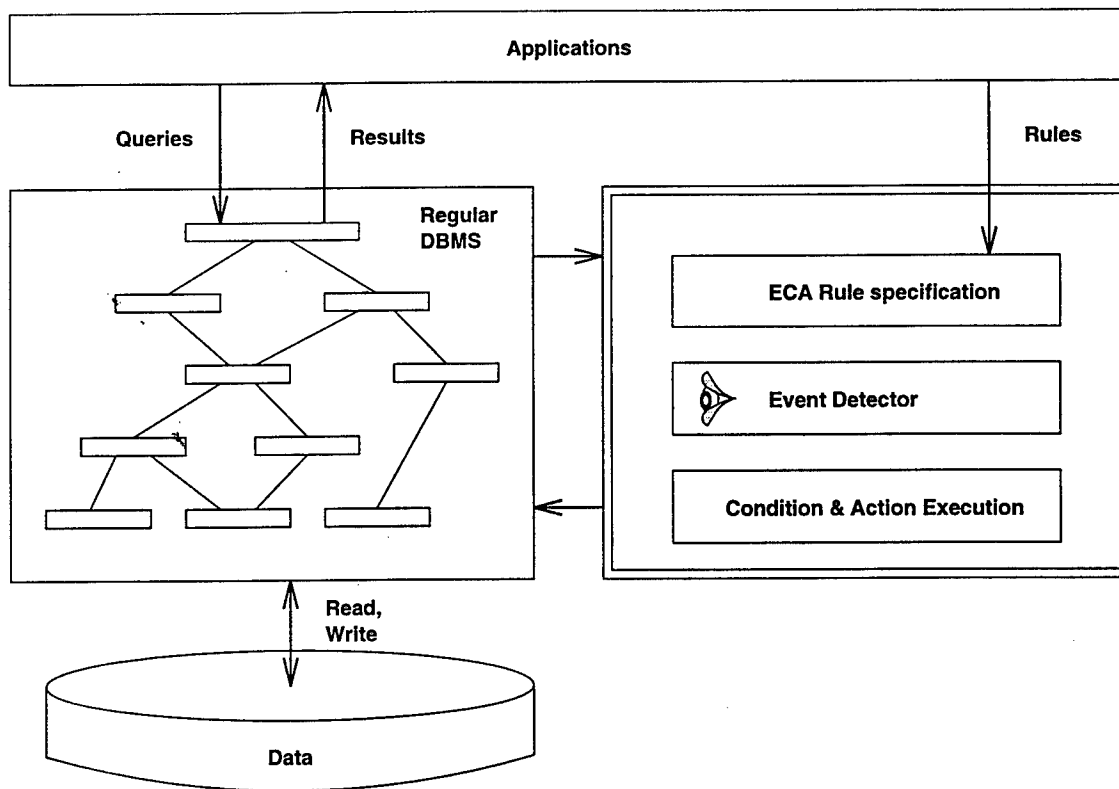 Applications
Queries
Results
Rules
Regular
DBMS
ECA Rule specification
Event Detector
Condition & Action Execution
Read,
Write
Data